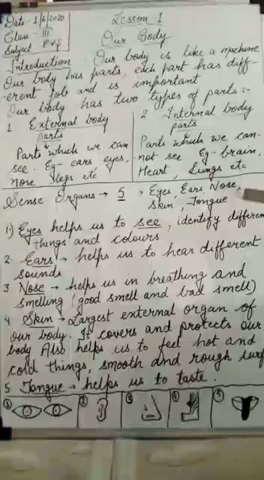 Date - 1/6/2020
Class - III
Subject EVS
Lesson 1
Our Body
Introduction Our body is like a machine
Our body has parts, each part has diff-
erent job and is important
Our body has two types of parts :-
1 External body
parts
Parts which we can
see. Eg - ears eyes,
Nose legs etc
2 Internal body
parts
Parts which we can-
not see Eg - brain,
Heart, Lungs etc
Sense Organs → 5 → Eyes Ears Nose,
Skin, Tongue
1) Eyes helps us to see, identify different
things and colours
2 Ears → helps us to hear different
sounds
3 Nose → helps us in breathing and
smelling (good smell and bad smell)
4 Skin → Largest external organ of
our body. It covers and protects our
body Also helps us to feel hot and
cold things, smooth and rough
5 Tongue → helps us to taste.